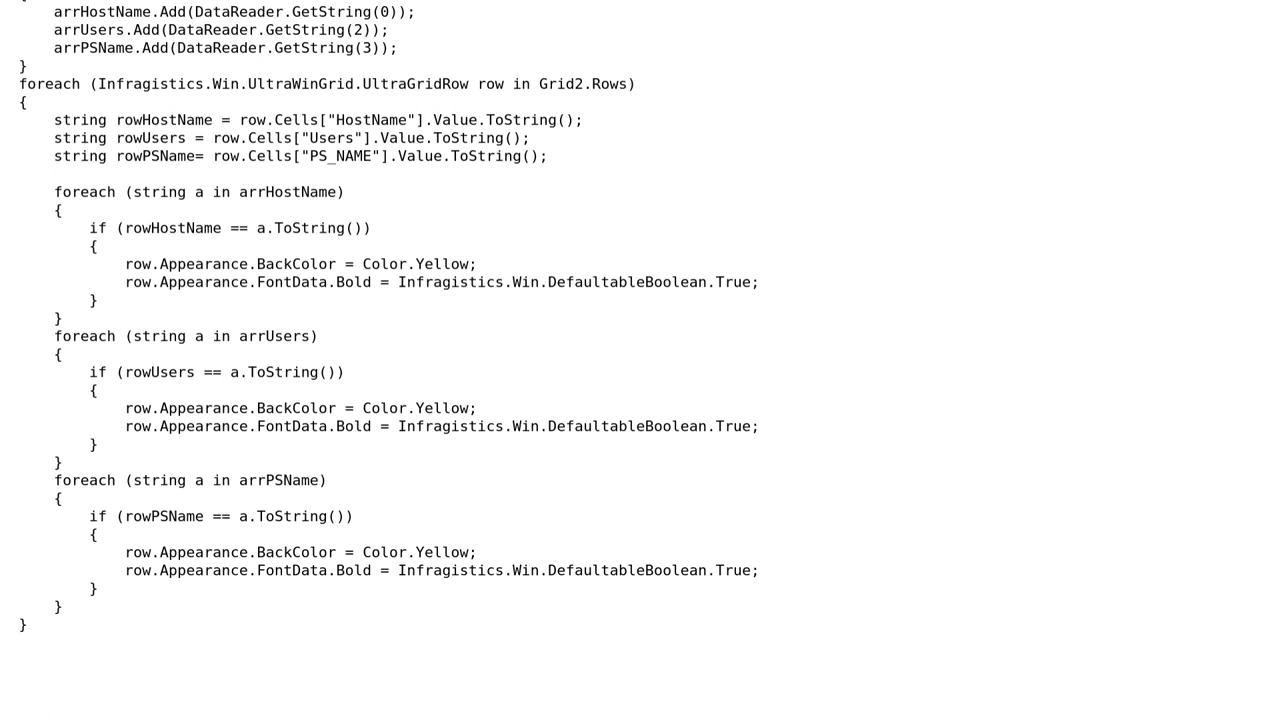 arrHostName.Add(DataReader.GetString(0));
arrUsers.Add(DataReader.GetString(2));
arrPSName.Add(DataReader.GetString(3));
}
foreach (Infragistics.Win.UltraWinGrid.UltraGridRow row in Grid2.Rows)
{
string rowHostName = row.Cells["HostName"].Value.ToString();
string rowUsers = row.Cells["Users"].Value.ToString();
string rowPSName= row.Cells["PS_NAME"].Value.ToString();
foreach (string a in arrHostName)
{
if (rowHostName == a.ToString())
{
row.Appearance.BackColor = Color.Yellow;
row.Appearance.FontData.Bold = Infragistics.Win.DefaultableBoolean.True;
}
}
foreach (string a in arrUsers)
{
if (rowUsers == a.ToString())
{
row.Appearance.BackColor = Color.Yellow;
row.Appearance.FontData.Bold = Infragistics.Win.DefaultableBoolean.True;
}
}
foreach (string a in arrPSName)
{
if (rowPSName == a.ToString())
{
row.Appearance.BackColor = Color.Yellow;
row.Appearance.FontData.Bold = Infragistics.Win.DefaultableBoolean.True;
}
}
}